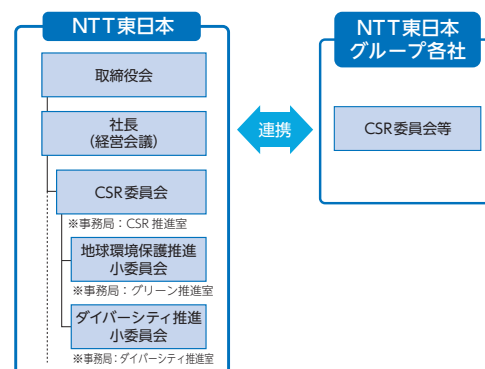 NTT東日本
取締役会
社長
(経営会議)
CSR委員会
※事務局：CSR推進室
地球環境保護推進
小委員会
※事務局：グリーン推進室
ダイバーシティ推進
小委員会
※事務局：ダイバーシティ推進室
連携
NTT東日本
グループ各社
CSR委員会等